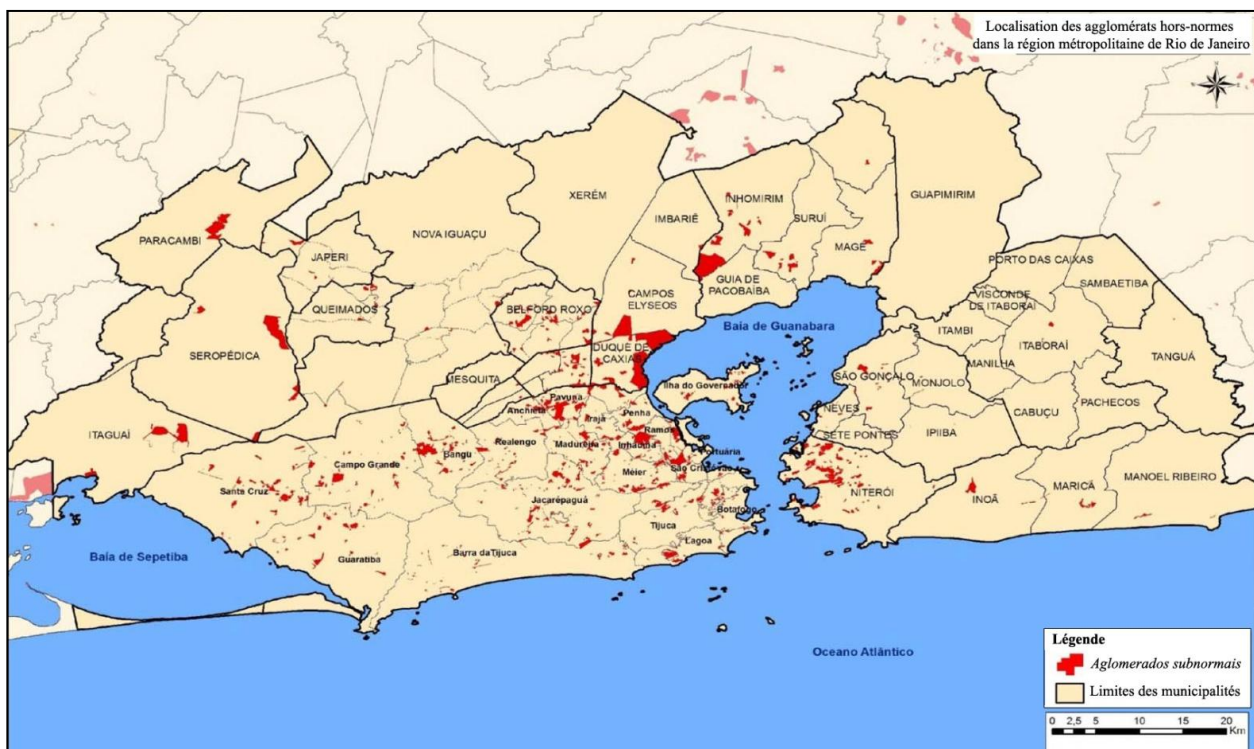 Localisation des agglomérats hors-normes
dans la région métropolitaine de Rio de Janeiro
XERÉM
GUAPIMIRIM
INHOMIRIM
IMBARIÊ
SURUÍ
PARACAMBI
NOVA IGUAÇU
MAGÉ
JAPERI
PORTO DAS CAIXAS
GUIA DE
PACOBAÍBA
SAMBAETIBA
CAMPOS
ELYSEOS
VISCONDE
DE ITABORAÍ
QUEIMADOS
BELFORD ROXO
Baía de Guanabara
ITAMBI
SEROPÉDICA
DUQUE DE
CAXIAS
ITABORAÍ
TANGUÁ
MANILHA
MESQUITA
SÃO GONÇALO
MONJOLO
Ilha do Governador
PACHECOS
Pavuna
NEVES
CABUÇU
Anchieta
Irajá
Penha
ITAGUAÍ
SETE PONTES
IPIIBA
Ramos
Realengo
Madureira
Inhaúma
Portuária
Bangu
Campo Grande
São Cristóvão
Méier
MANOEL RIBEIRO
MARICÁ
NITERÓI
INOÃ
Santa Cruz
Jacarépaguá
Botafogo
Tijuca
Lagoa
Baía de Sepetiba
Guaratiba
Barra da Tijuca
Oceano Atlântico
Légende
Aglomerados subnormais
Limites des municipalités
0 2,5 5 10 15 20
Km